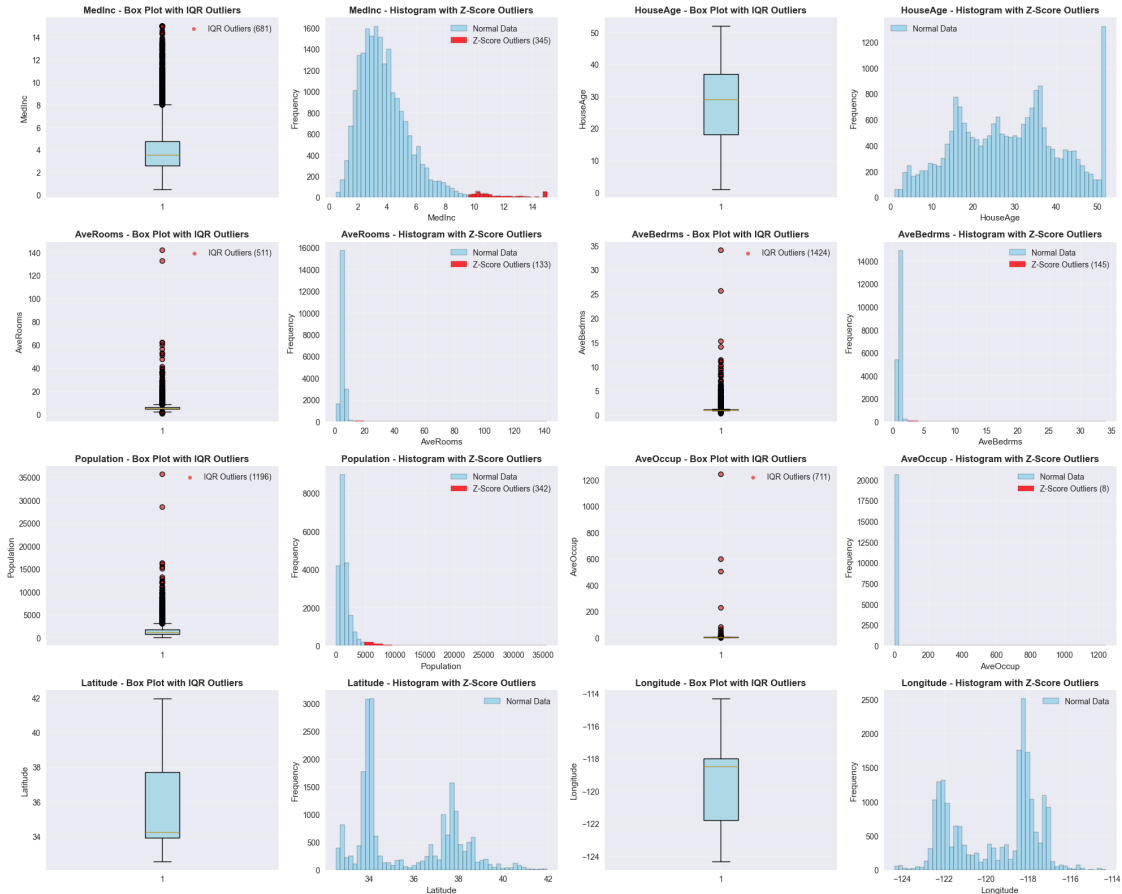 MedInc - Box Plot with IQR Outliers
IQR Outliers (681)
MedInc
14
12
10
8
6
4
2
0
1
MedInc - Histogram with Z-Score Outliers
Normal Data
Z-Score Outliers (345)
Frequency
1600
1400
1200
1000
800
600
400
200
0
0 2 4 6 8 10 12 14
MedInc
HouseAge - Box Plot with IQR Outliers
HouseAge
50
40
30
20
10
0
1
HouseAge - Histogram with Z-Score Outliers
Normal Data
Frequency
1200
1000
800
600
400
200
0
0 10 20 30 40 50
HouseAge
AveRooms - Box Plot with IQR Outliers
IQR Outliers (511)
AveRooms
140
120
100
80
60
40
20
0
1
AveRooms - Histogram with Z-Score Outliers
Normal Data
Z-Score Outliers (133)
Frequency
16000
14000
12000
10000
8000
6000
4000
2000
0
0 20 40 60 80 100 120 140
AveRooms
AveBedrms - Box Plot with IQR Outliers
IQR Outliers (1424)
AveBedrms
35
30
25
20
15
10
5
0
1
AveBedrms - Histogram with Z-Score Outliers
Normal Data
Z-Score Outliers (145)
Frequency
14000
12000
10000
8000
6000
4000
2000
0
0 5 10 15 20 25 30 35
AveBedrms
Population - Box Plot with IQR Outliers
IQR Outliers (1196)
Population
35000
30000
25000
20000
15000
10000
5000
0
1
Population - Histogram with Z-Score Outliers
Normal Data
Z-Score Outliers (342)
Frequency
8000
6000
4000
2000
0
0 5000 10000 15000 20000 25000 30000 35000
Population
AveOccup - Box Plot with IQR Outliers
IQR Outliers (711)
AveOccup
1200
1000
800
600
400
200
0
1
AveOccup - Histogram with Z-Score Outliers
Normal Data
Z-Score Outliers (8)
Frequency
20000
17500
15000
12500
10000
7500
5000
2500
0
0 200 400 600 800 1000 1200
AveOccup
Latitude - Box Plot with IQR Outliers
Latitude
42
40
38
36
34
1
Latitude - Histogram with Z-Score Outliers
Normal Data
Frequency
3000
2500
2000
1500
1000
500
0
34 36 38 40 42
Latitude
Longitude - Box Plot with IQR Outliers
Longitude
−114
−116
−118
−120
−122
−124
1
Longitude - Histogram with Z-Score Outliers
Normal Data
Frequency
2500
2000
1500
1000
500
0
−124 −122 −120 −118 −116 −114
Longitude